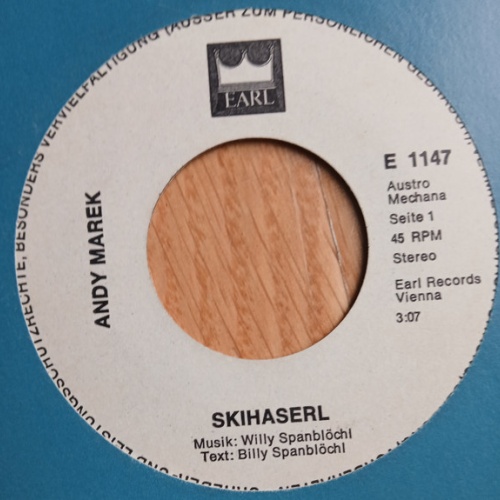 EARL
E 1147
Austro
Mechana
Seite 1
45 RPM
Stereo
Earl Records
Vienna
3:07
ANDY MAREK
SKIHASERL
Musik: Willy Spanblöchl
Text: Billy Spanblöchl
BESONDERS VERVIELFÄLTIGUNG (AUSSER ZUM PERSÖNLICHEN